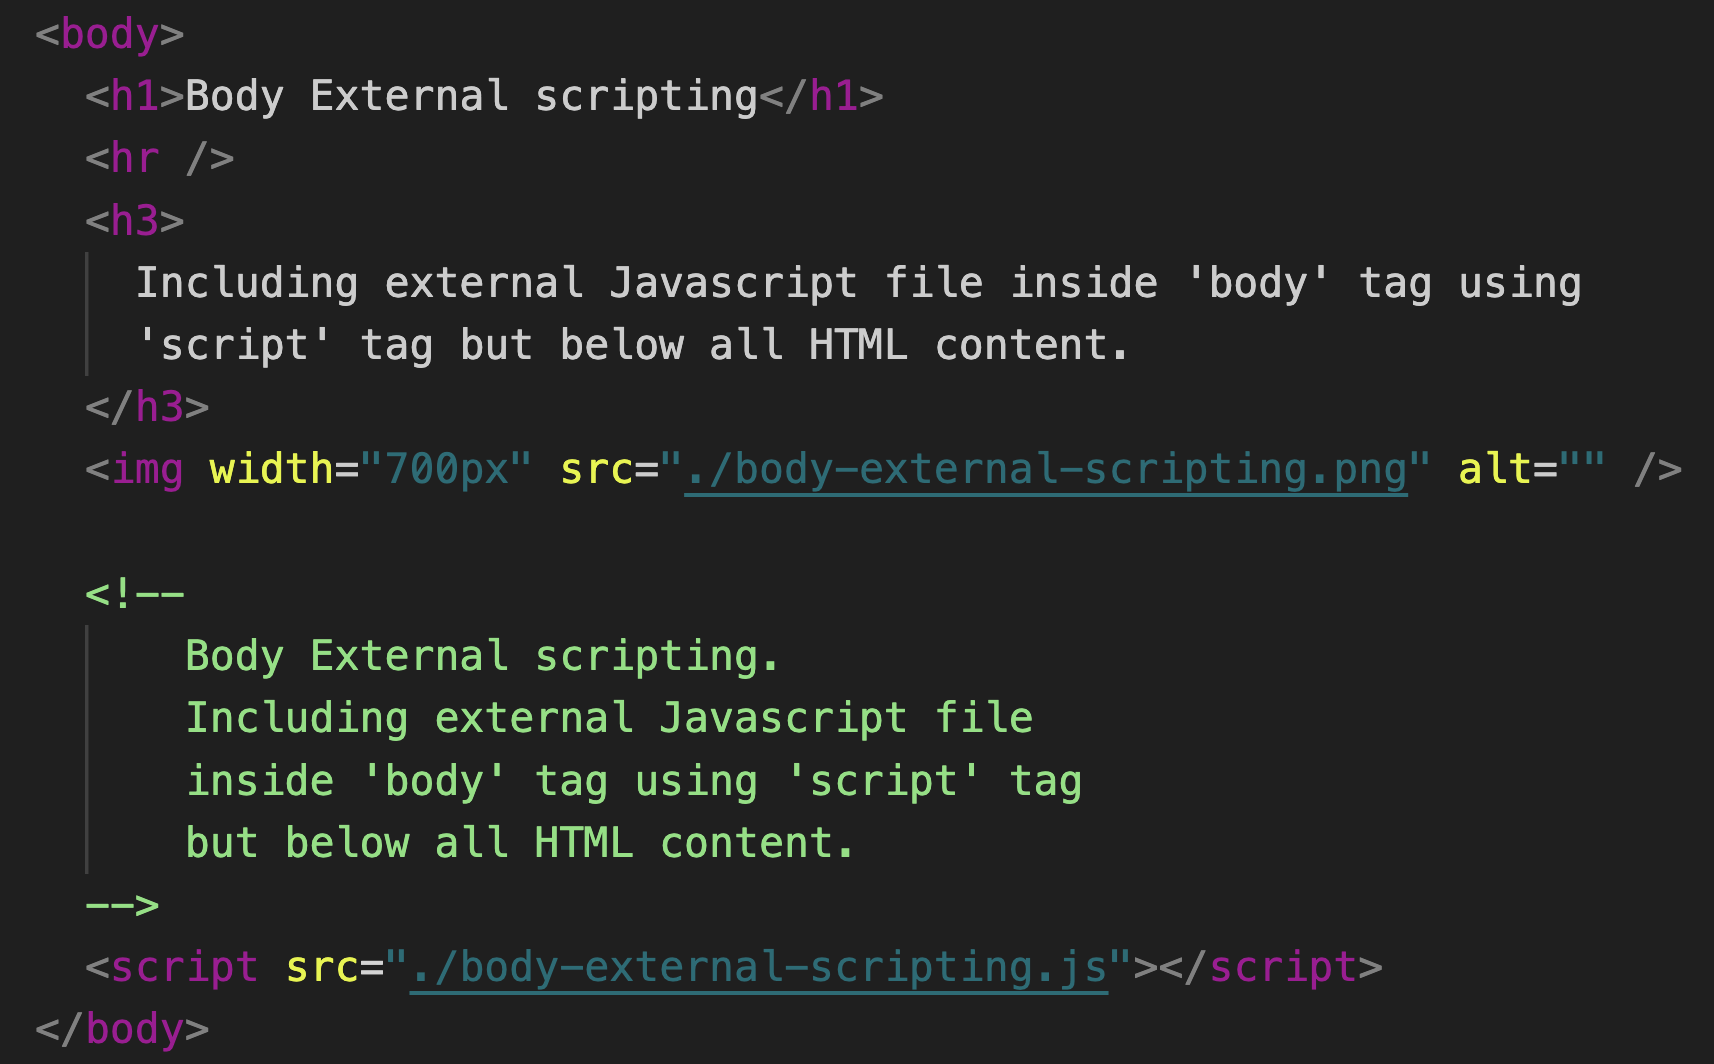 <body>
<h1>Body External scripting</h1>
<hr />
<h3>
Including external Javascript file inside 'body' tag using
'script' tag but below all HTML content.
</h3>
<img width="700px" src="./body-external-scripting.png" alt="" />
<!--
Body External scripting.
Including external Javascript file
inside 'body' tag using 'script' tag
but below all HTML content.
-->
<script src="./body-external-scripting.js"></script>
</body>